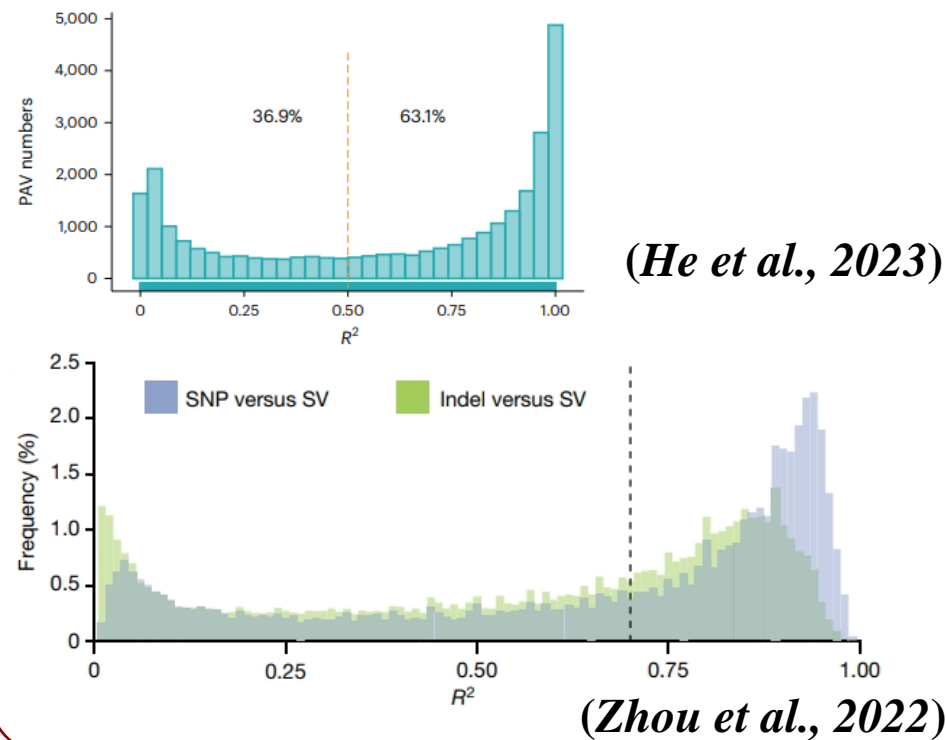 5,000
4,000
3,000
2,000
1,000
0
PAV numbers
36.9%
63.1%
0 0.25 0.50 0.75 1.00
R²
(He et al., 2023)
2.5
2.0
1.5
1.0
0.5
0
Frequency (%)
SNP versus SV
Indel versus SV
0 0.25 0.50 0.75 1.00
R²
(Zhou et al., 2022)